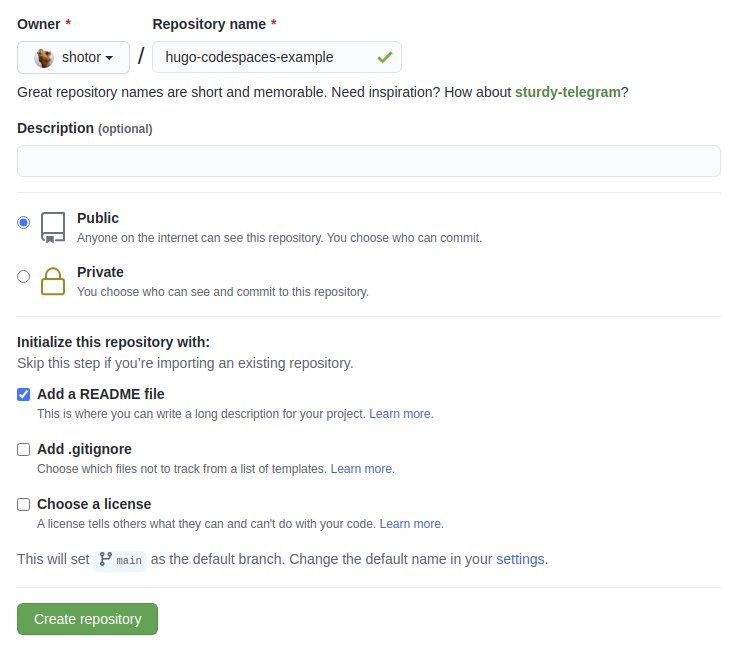 Owner * Repository name *
shotor / hugo-codespaces-example
Great repository names are short and memorable. Need inspiration? How about sturdy-telegram?
Description (optional)
Public
Anyone on the internet can see this repository. You choose who can commit.
Private
You choose who can see and commit to this repository.
Initialize this repository with:
Skip this step if you’re importing an existing repository.
Add a README file
This is where you can write a long description for your project. Learn more.
Add .gitignore
Choose which files not to track from a list of templates. Learn more.
Choose a license
A license tells others what they can and can't do with your code. Learn more.
This will set main as the default branch. Change the default name in your settings.
Create repository